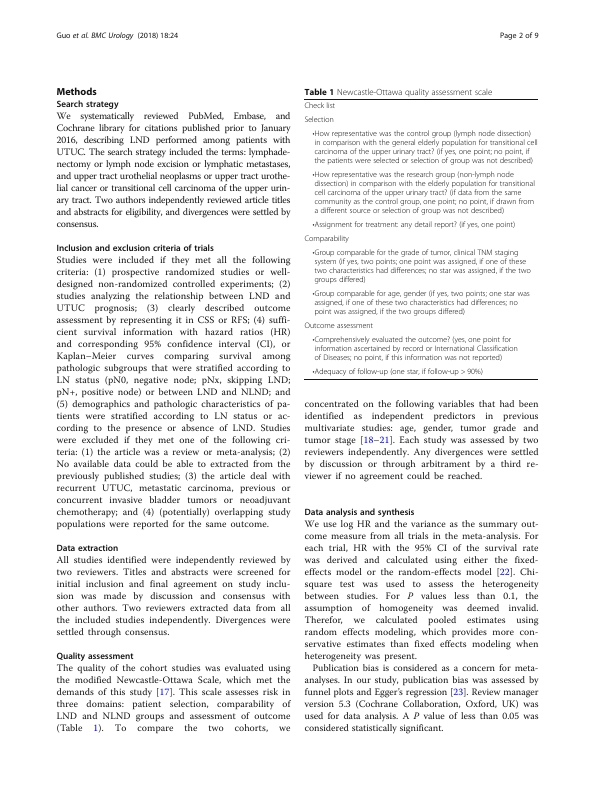 Guo et al. BMC Urology (2018) 18:24
Page 2 of 9
Methods
Search strategy
We systematically reviewed PubMed, Embase, and
Cochrane library for citations published prior to January
2016, describing LND performed among patients with
UTUC. The search strategy included the terms: lymphade-
nectomy or lymph node excision or lymphatic metastases,
and upper tract urothelial neoplasms or upper tract urothe-
lial cancer or transitional cell carcinoma of the upper urin-
ary tract. Two authors independently reviewed article titles
and abstracts for eligibility, and divergences were settled by
consensus.
Inclusion and exclusion criteria of trials
Studies were included if they met all the following
criteria: (1) prospective randomized studies or well-
designed non-randomized controlled experiments; (2)
studies analyzing the relationship between LND and
UTUC prognosis; (3) clearly described outcome
assessment by representing it in CSS or RFS; (4) suffi-
cient survival information with hazard ratios (HR)
and corresponding 95% confidence interval (CI), or
Kaplan–Meier curves comparing survival among
pathologic subgroups that were stratified according to
LN status (pN0, negative node; pNx, skipping LND;
pN+, positive node) or between LND and NLND; and
(5) demographics and pathologic characteristics of pa-
tients were stratified according to LN status or ac-
cording to the presence or absence of LND. Studies
were excluded if they met one of the following cri-
teria: (1) the article was a review or meta-analysis; (2)
No available data could be able to extracted from the
previously published studies; (3) the article deal with
recurrent UTUC, metastatic carcinoma, previous or
concurrent invasive bladder tumors or neoadjuvant
chemotherapy; and (4) (potentially) overlapping study
populations were reported for the same outcome.
Data extraction
All studies identified were independently reviewed by
two reviewers. Titles and abstracts were screened for
initial inclusion and final agreement on study inclu-
sion was made by discussion and consensus with
other authors. Two reviewers extracted data from all
the included studies independently. Divergences were
settled through consensus.
Quality assessment
The quality of the cohort studies was evaluated using
the modified Newcastle-Ottawa Scale, which met the
demands of this study [17]. This scale assesses risk in
three domains: patient selection, comparability of
LND and NLND groups and assessment of outcome
(Table 1). To compare the two cohorts, we
Table 1 Newcastle-Ottawa quality assessment scale
Check list
Selection
•How representative was the control group (lymph node dissection)
in comparison with the general elderly population for transitional cell
carcinoma of the upper urinary tract? (if yes, one point; no point, if
the patients were selected or selection of group was not described)
•How representative was the research group (non-lymph node
dissection) in comparison with the elderly population for transitional
cell carcinoma of the upper urinary tract? (if data from the same
community as the control group, one point; no point, if drawn from
a different source or selection of group was not described)
•Assignment for treatment: any detail report? (if yes, one point)
Comparability
•Group comparable for the grade of tumor, clinical TNM staging
system (if yes, two points; one point was assigned, if one of these
two characteristics had differences; no star was assigned, if the two
groups differed)
•Group comparable for age, gender (if yes, two points; one star was
assigned, if one of these two characteristics had differences; no
point was assigned, if the two groups differed)
Outcome assessment
•Comprehensively evaluated the outcome? (yes, one point for
information ascertained by record or International Classification
of Diseases; no point, if this information was not reported)
•Adequacy of follow-up (one star, if follow-up > 90%)
concentrated on the following variables that had been
identified as independent predictors in previous
multivariate studies: age, gender, tumor grade and
tumor stage [18–21]. Each study was assessed by two
reviewers independently. Any divergences were settled
by discussion or through arbitrament by a third re-
viewer if no agreement could be reached.
Data analysis and synthesis
We use log HR and the variance as the summary out-
come measure from all trials in the meta-analysis. For
each trial, HR with the 95% CI of the survival rate
was derived and calculated using either the fixed-
effects model or the random-effects model [22]. Chi-
square test was used to assess the heterogeneity
between studies. For P values less than 0.1, the
assumption of homogeneity was deemed invalid.
Therefor, we calculated pooled estimates using
random effects modeling, which provides more con-
servative estimates than fixed effects modeling when
heterogeneity was present.
Publication bias is considered as a concern for meta-
analyses. In our study, publication bias was assessed by
funnel plots and Egger's regression [23]. Review manager
version 5.3 (Cochrane Collaboration, Oxford, UK) was
used for data analysis. A P value of less than 0.05 was
considered statistically significant.